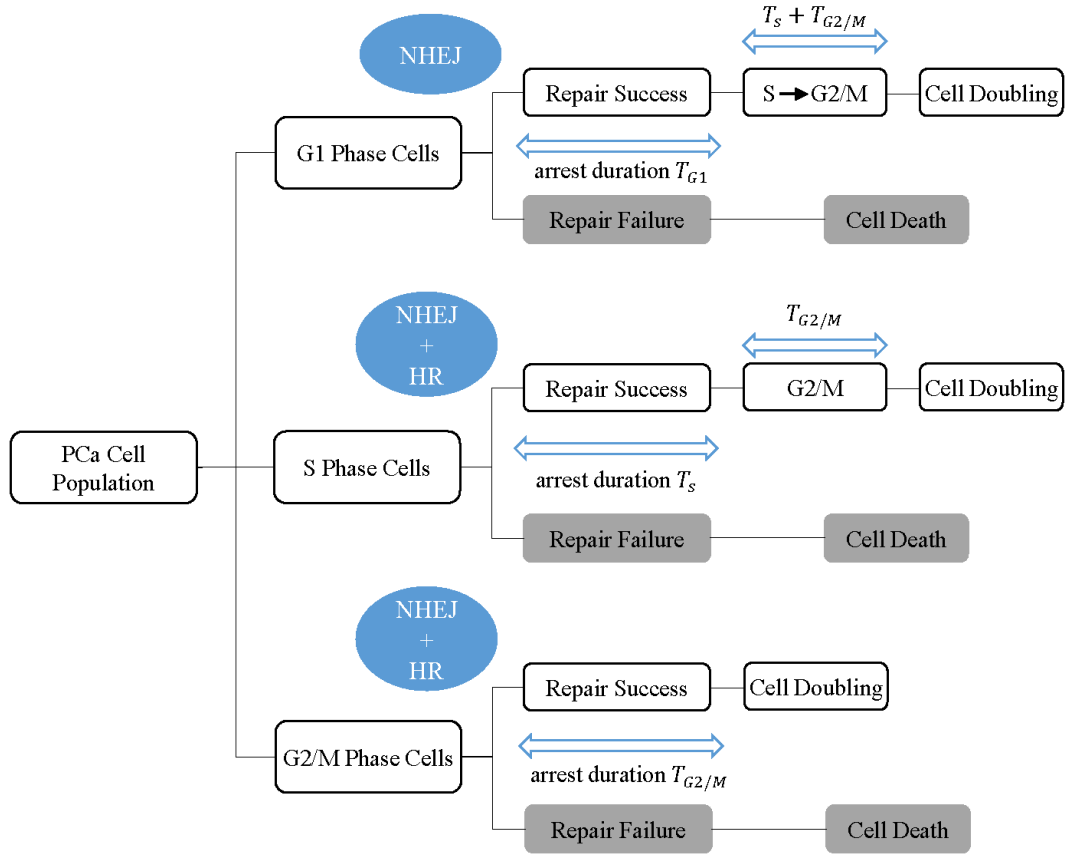 T_s + T_{G2/M}
NHEJ
Repair Success
S → G2/M
Cell Doubling
G1 Phase Cells
arrest duration T_{G1}
Repair Failure
Cell Death
NHEJ
+
HR
T_{G2/M}
Repair Success
G2/M
Cell Doubling
PCa Cell
Population
S Phase Cells
arrest duration T_s
Repair Failure
Cell Death
NHEJ
+
HR
Repair Success
Cell Doubling
G2/M Phase Cells
arrest duration T_{G2/M}
Repair Failure
Cell Death